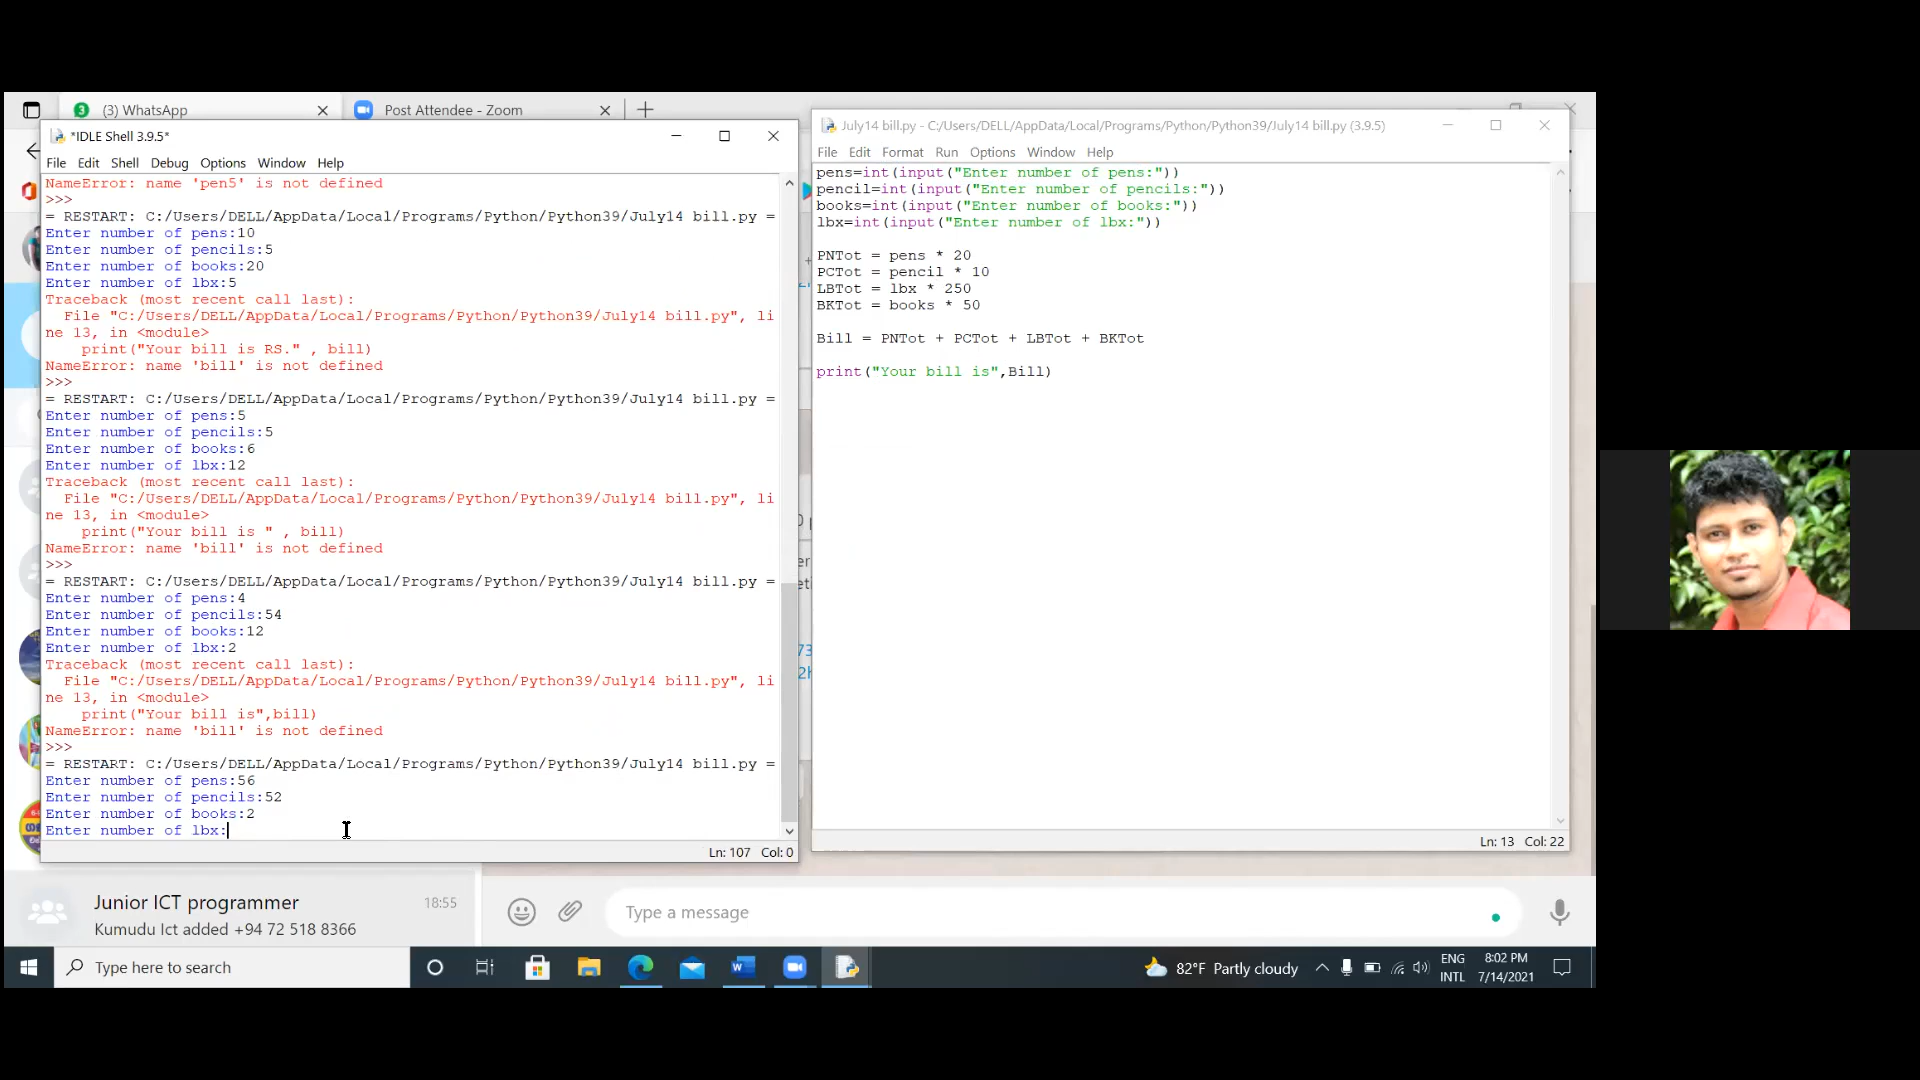 (3) WhatsApp
Post Attendee - Zoom
*IDLE Shell 3.9.5*
File Edit Shell Debug Options Window Help
NameError: name 'pen5' is not defined
>>>
= RESTART: C:/Users/DELL/AppData/Local/Programs/Python/Python39/July14 bill.py =
Enter number of pens:10
Enter number of pencils:5
Enter number of books:20
Enter number of lbx:5
Traceback (most recent call last):
File "C:/Users/DELL/AppData/Local/Programs/Python/Python39/July14 bill.py", li
ne 13, in <module>
print("Your bill is RS." , bill)
NameError: name 'bill' is not defined
>>>
= RESTART: C:/Users/DELL/AppData/Local/Programs/Python/Python39/July14 bill.py =
Enter number of pens:5
Enter number of pencils:5
Enter number of books:6
Enter number of lbx:12
Traceback (most recent call last):
File "C:/Users/DELL/AppData/Local/Programs/Python/Python39/July14 bill.py", li
ne 13, in <module>
print("Your bill is " , bill)
NameError: name 'bill' is not defined
>>>
= RESTART: C:/Users/DELL/AppData/Local/Programs/Python/Python39/July14 bill.py =
Enter number of pens:4
Enter number of pencils:54
Enter number of books:12
Enter number of lbx:2
Traceback (most recent call last):
File "C:/Users/DELL/AppData/Local/Programs/Python/Python39/July14 bill.py", li
ne 13, in <module>
print("Your bill is",bill)
NameError: name 'bill' is not defined
>>>
= RESTART: C:/Users/DELL/AppData/Local/Programs/Python/Python39/July14 bill.py =
Enter number of pens:56
Enter number of pencils:52
Enter number of books:2
Enter number of lbx:
Ln: 107 Col: 0
July14 bill.py - C:/Users/DELL/AppData/Local/Programs/Python/Python39/July14 bill.py (3.9.5)
File Edit Format Run Options Window Help
pens=int(input("Enter number of pens:"))
pencil=int(input("Enter number of pencils:"))
books=int(input("Enter number of books:"))
lbx=int(input("Enter number of lbx:"))
PNTot = pens * 20
PCTot = pencil * 10
LBTot = lbx * 250
BKTot = books * 50
Bill = PNTot + PCTot + LBTot + BKTot
print("Your bill is",Bill)
Ln: 13 Col: 22
Junior ICT programmer 18:55
Kumudu Ict added +94 72 518 8366
Type a message
Type here to search
82°F Partly cloudy
ENG
INTL
8:02 PM
7/14/2021